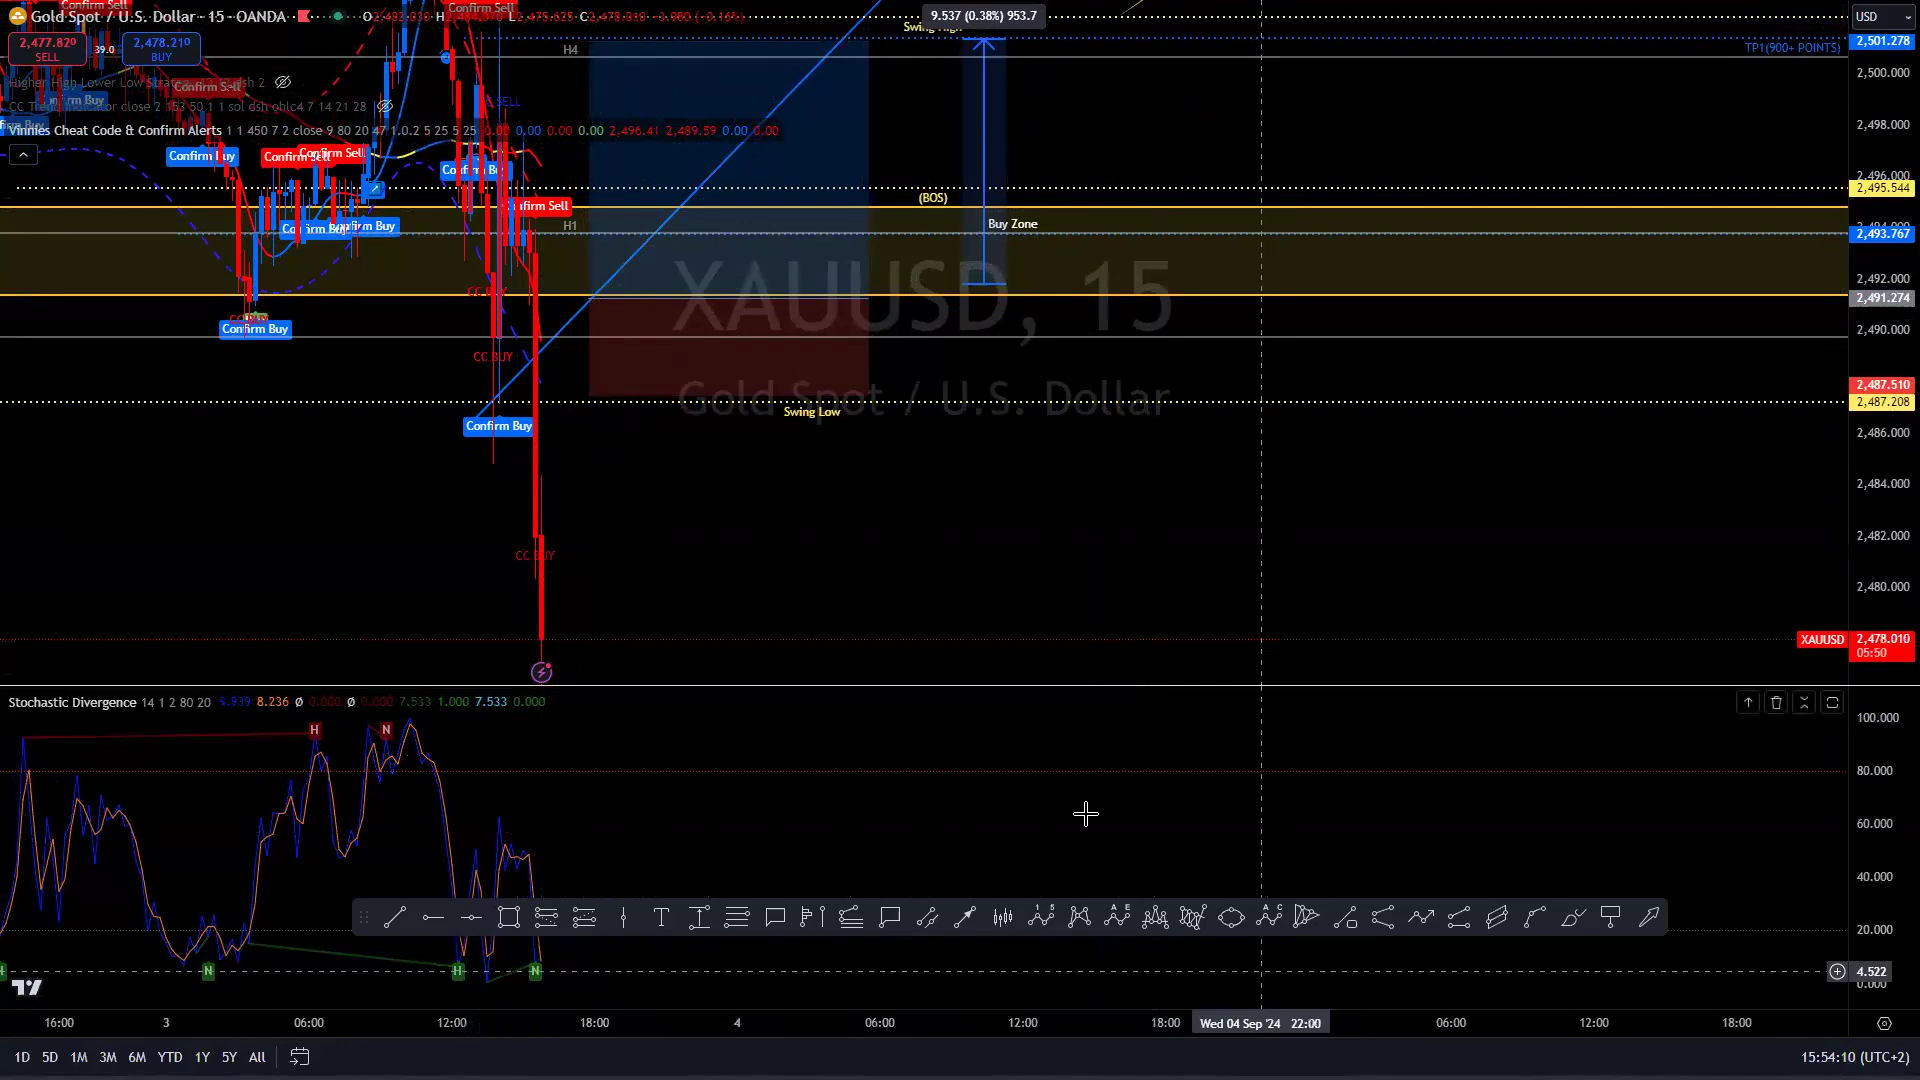 Gold Spot / U.S. Dollar · 15 · OANDA
9.537 (0.38%) 953.7
USD
2,477.820
SELL
39.0
2,478.210
BUY
Confirm Sell
Confirm Sell
H4
TP1(900+ POINTS)
2,501.278
2,500.000
Confirm Sell
SELL
2,498.000
Vinnies Cheat Code & Confirm Alerts 1 1 450 7 2 close 9 80 20 47 1 0.2 5 25 5 25 0.00 0.00 0.00 0.00 2,496.41 2,489.59 0.00 0.00
Confirm Buy
Confirm Sell
Confirm Buy
2,496.000
2,495.544
(BOS)
Confirm Sell
H1
Buy Zone
Confirm Buy
2,493.767
XAUUSD, 15
2,492.000
2,491.274
Confirm Buy
2,490.000
CC BUY
Gold Spot / U.S. Dollar
2,487.510
2,487.208
Swing Low
Confirm Buy
2,486.000
2,484.000
2,482.000
CC BUY
2,480.000
XAUUSD
2,478.010
05:50
Stochastic Divergence 14 1 2 80 20 5.939 8.236 Ø 0.000 Ø 0.000 7.533 1.000 7.533 0.000
100.000
H
N
80.000
60.000
40.000
20.000
N
H
N
4.522
0.000
16:00
3
06:00
12:00
18:00
4
06:00
12:00
18:00
Wed 04 Sep '24 22:00
06:00
12:00
18:00
1D 5D 1M 3M 6M YTD 1Y 5Y All
15:54:10 (UTC+2)